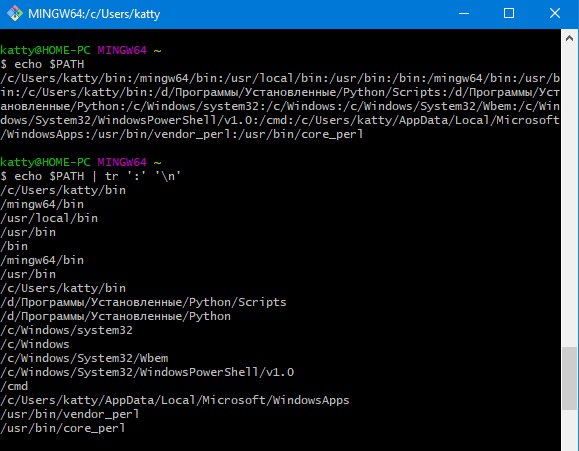 MINGW64:/c/Users/katty
katty@HOME-PC MINGW64 ~
$ echo $PATH
/c/Users/katty/bin:/mingw64/bin:/usr/local/bin:/usr/bin:/bin:/mingw64/bin:/usr/b
in:/c/Users/katty/bin:/d/Программы/Установленные/Python/Scripts:/d/Программы/Уст
ановленные/Python:/c/Windows/system32:/c/Windows:/c/Windows/System32/Wbem:/c/Win
dows/System32/WindowsPowerShell/v1.0:/cmd:/c/Users/katty/AppData/Local/Microsoft
/WindowsApps:/usr/bin/vendor_perl:/usr/bin/core_perl
katty@HOME-PC MINGW64 ~
$ echo $PATH | tr ':' '\n'
/c/Users/katty/bin
/mingw64/bin
/usr/local/bin
/usr/bin
/bin
/mingw64/bin
/usr/bin
/c/Users/katty/bin
/d/Программы/Установленные/Python/Scripts
/d/Программы/Установленные/Python
/c/Windows/system32
/c/Windows
/c/Windows/System32/Wbem
/c/Windows/System32/WindowsPowerShell/v1.0
/cmd
/c/Users/katty/AppData/Local/Microsoft/WindowsApps
/usr/bin/vendor_perl
/usr/bin/core_perl